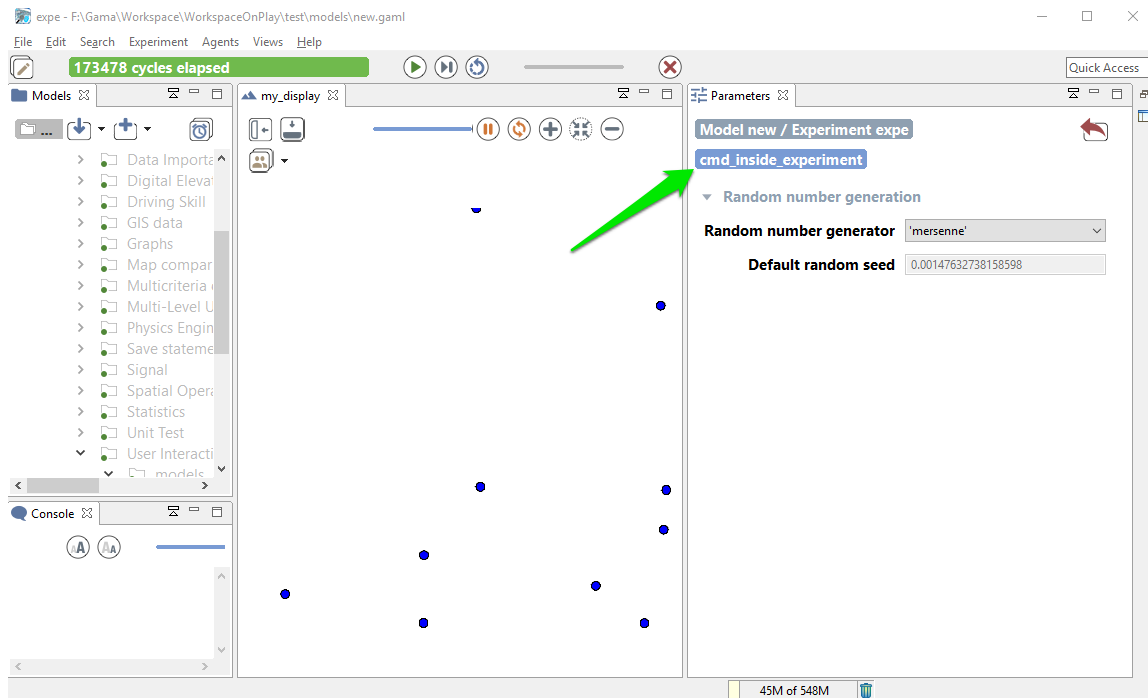 expe - F:\Gama\Workspace\WorkspaceOnPlay\test\models\new.gaml
File Edit Search Experiment Agents Views Help
173478 cycles elapsed
Quick Access
Models
...
Data Importa
Digital Eleva
Driving Skill
GIS data
Graphs
Map compar
Multicriteria
Multi-Level U
Physics Engin
Save stateme
Signal
Spatial Opera
Statistics
Unit Test
User Interacti
models
Console
AA
AA
my_display
Parameters
Model new / Experiment expe
cmd_inside_experiment
Random number generation
Random number generator 'mersenne'
Default random seed 0.00147632738158598
45M of 548M